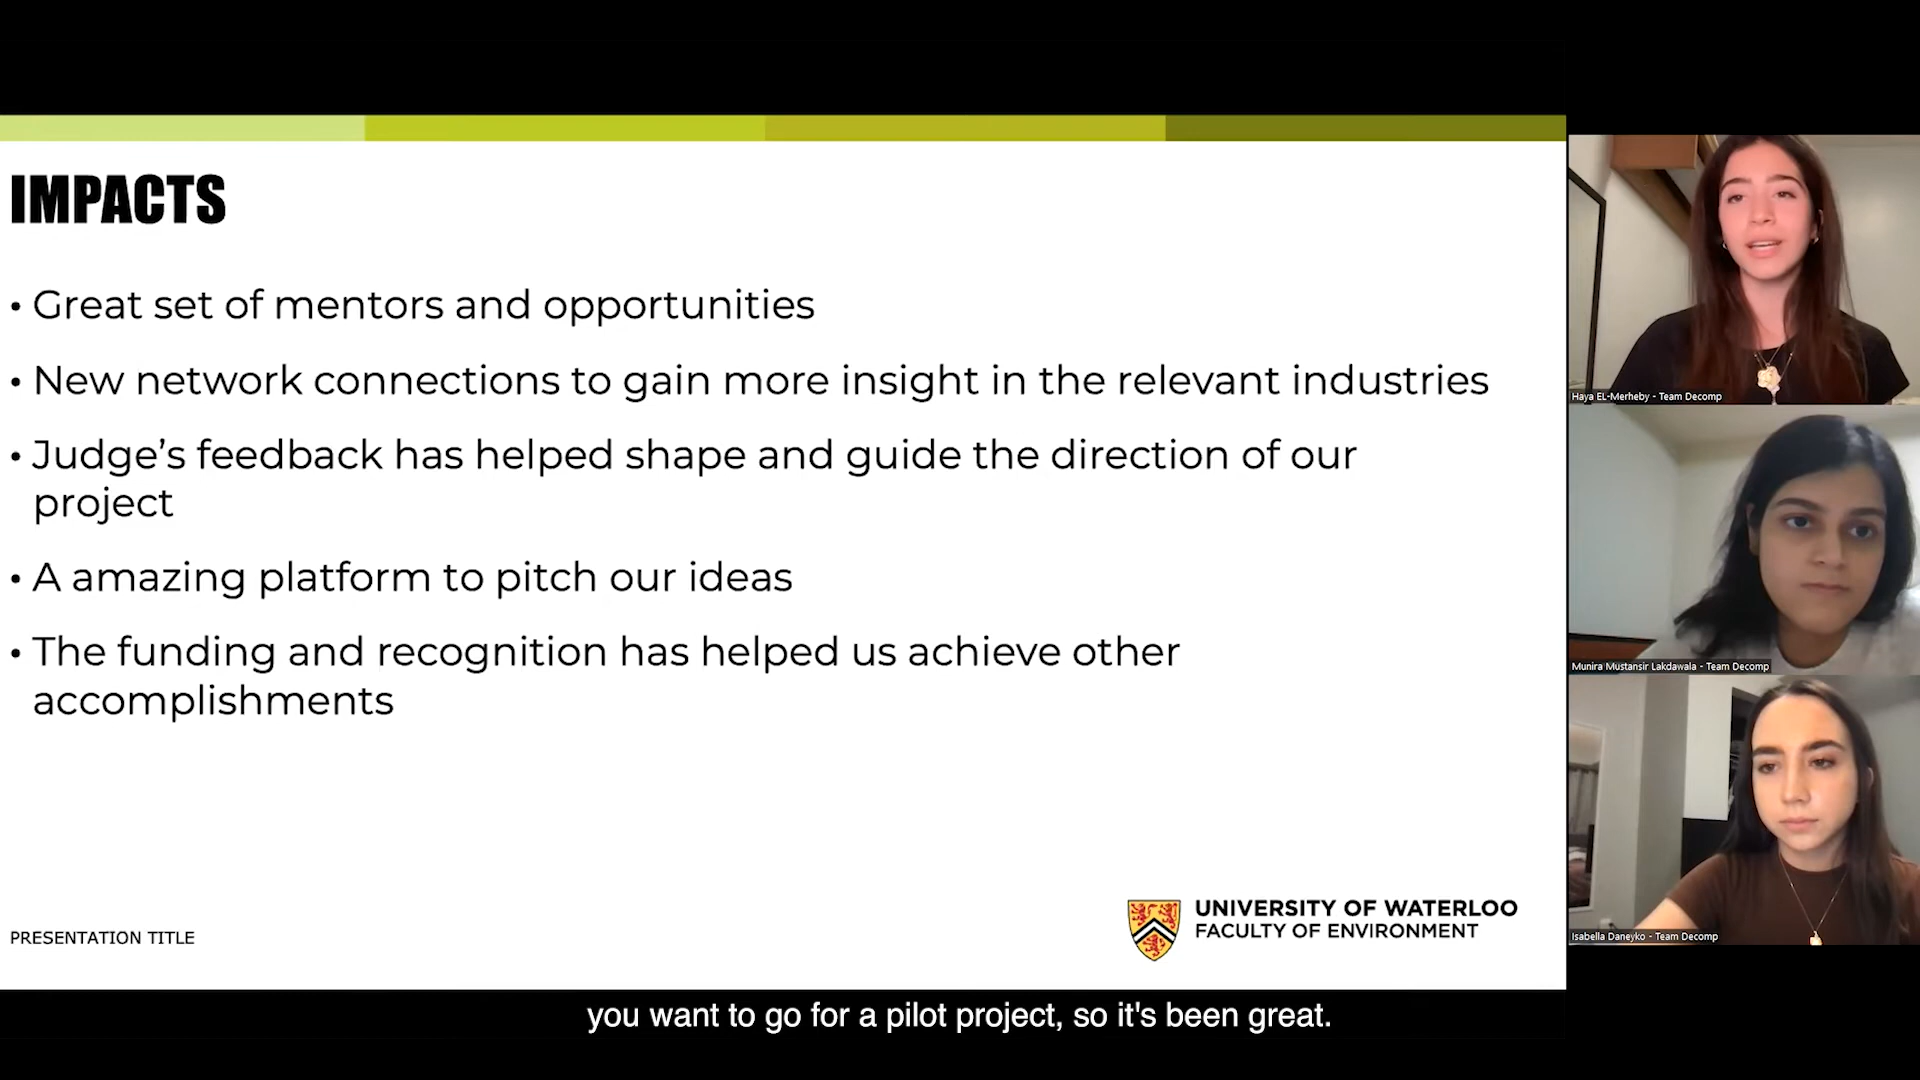 IMPACTS
• Great set of mentors and opportunities
• New network connections to gain more insight in the relevant industries
• Judge’s feedback has helped shape and guide the direction of our
project
• A amazing platform to pitch our ideas
• The funding and recognition has helped us achieve other
accomplishments
PRESENTATION TITLE
UNIVERSITY OF WATERLOO
FACULTY OF ENVIRONMENT
Haya EL-Merheby - Team Decomp
Munira Mustansir Lakdawala - Team Decomp
Isabella Daneyko - Team Decomp
you want to go for a pilot project, so it's been great.